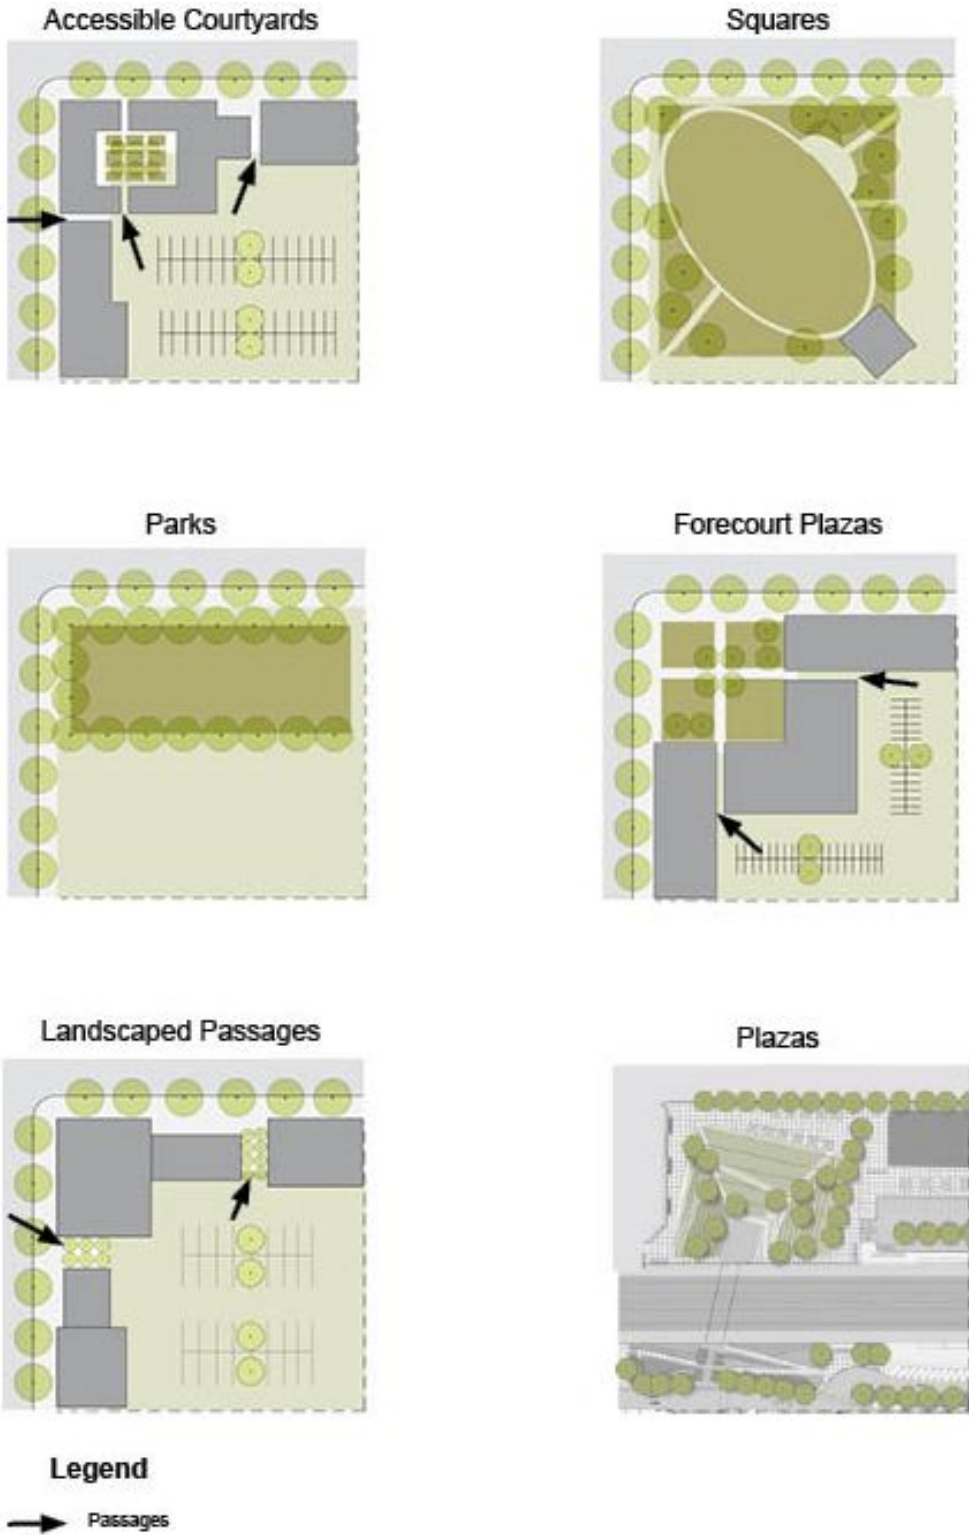 Accessible Courtyards
Squares
Parks
Forecourt Plazas
Landscaped Passages
Plazas
Legend
Passages